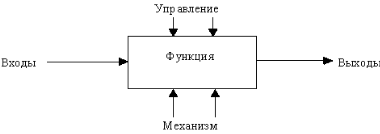 Управление
Функция
Входы
Выходы
Механизм